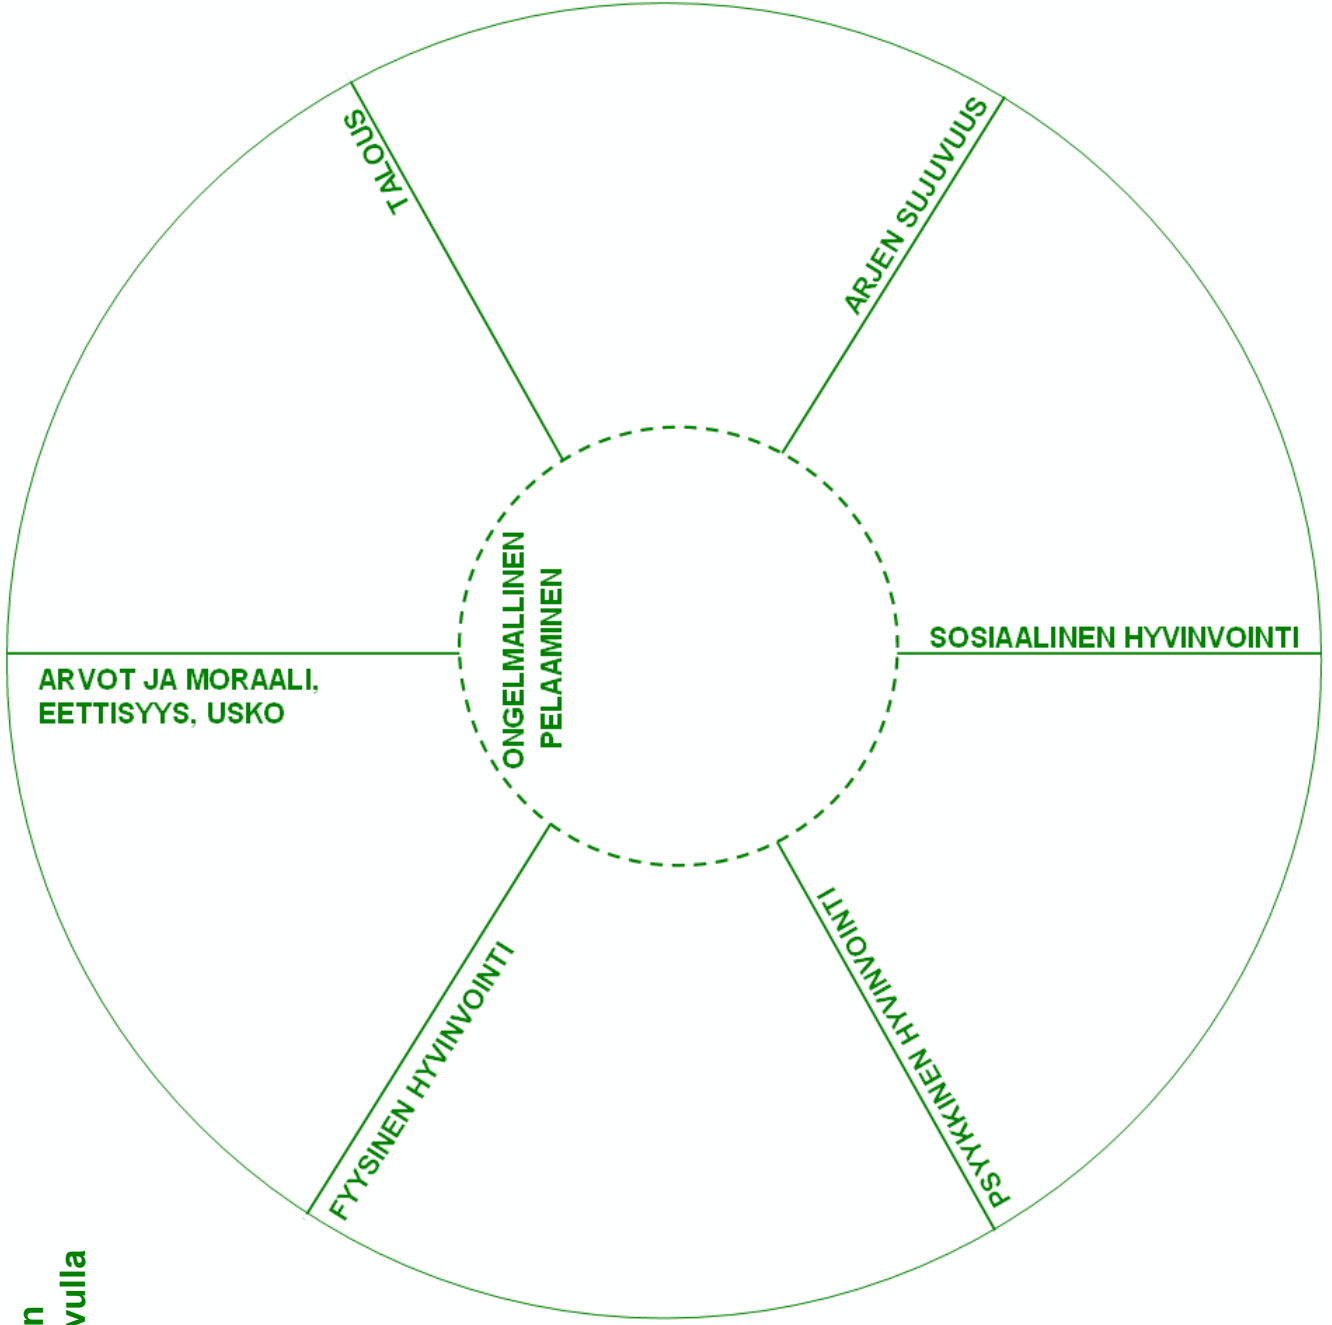 TALOUS
ARJEN SUJUVUUS
ONGELMALLINEN
PELAAMINEN
SOSIAALINEN HYVINVOINTI
ARVOT JA MORAALI,
EETTISYYS, USKO
FYYSINEN HYVINVOINTI
PSYYKKINEN HYVINVOINTI
n
vulla